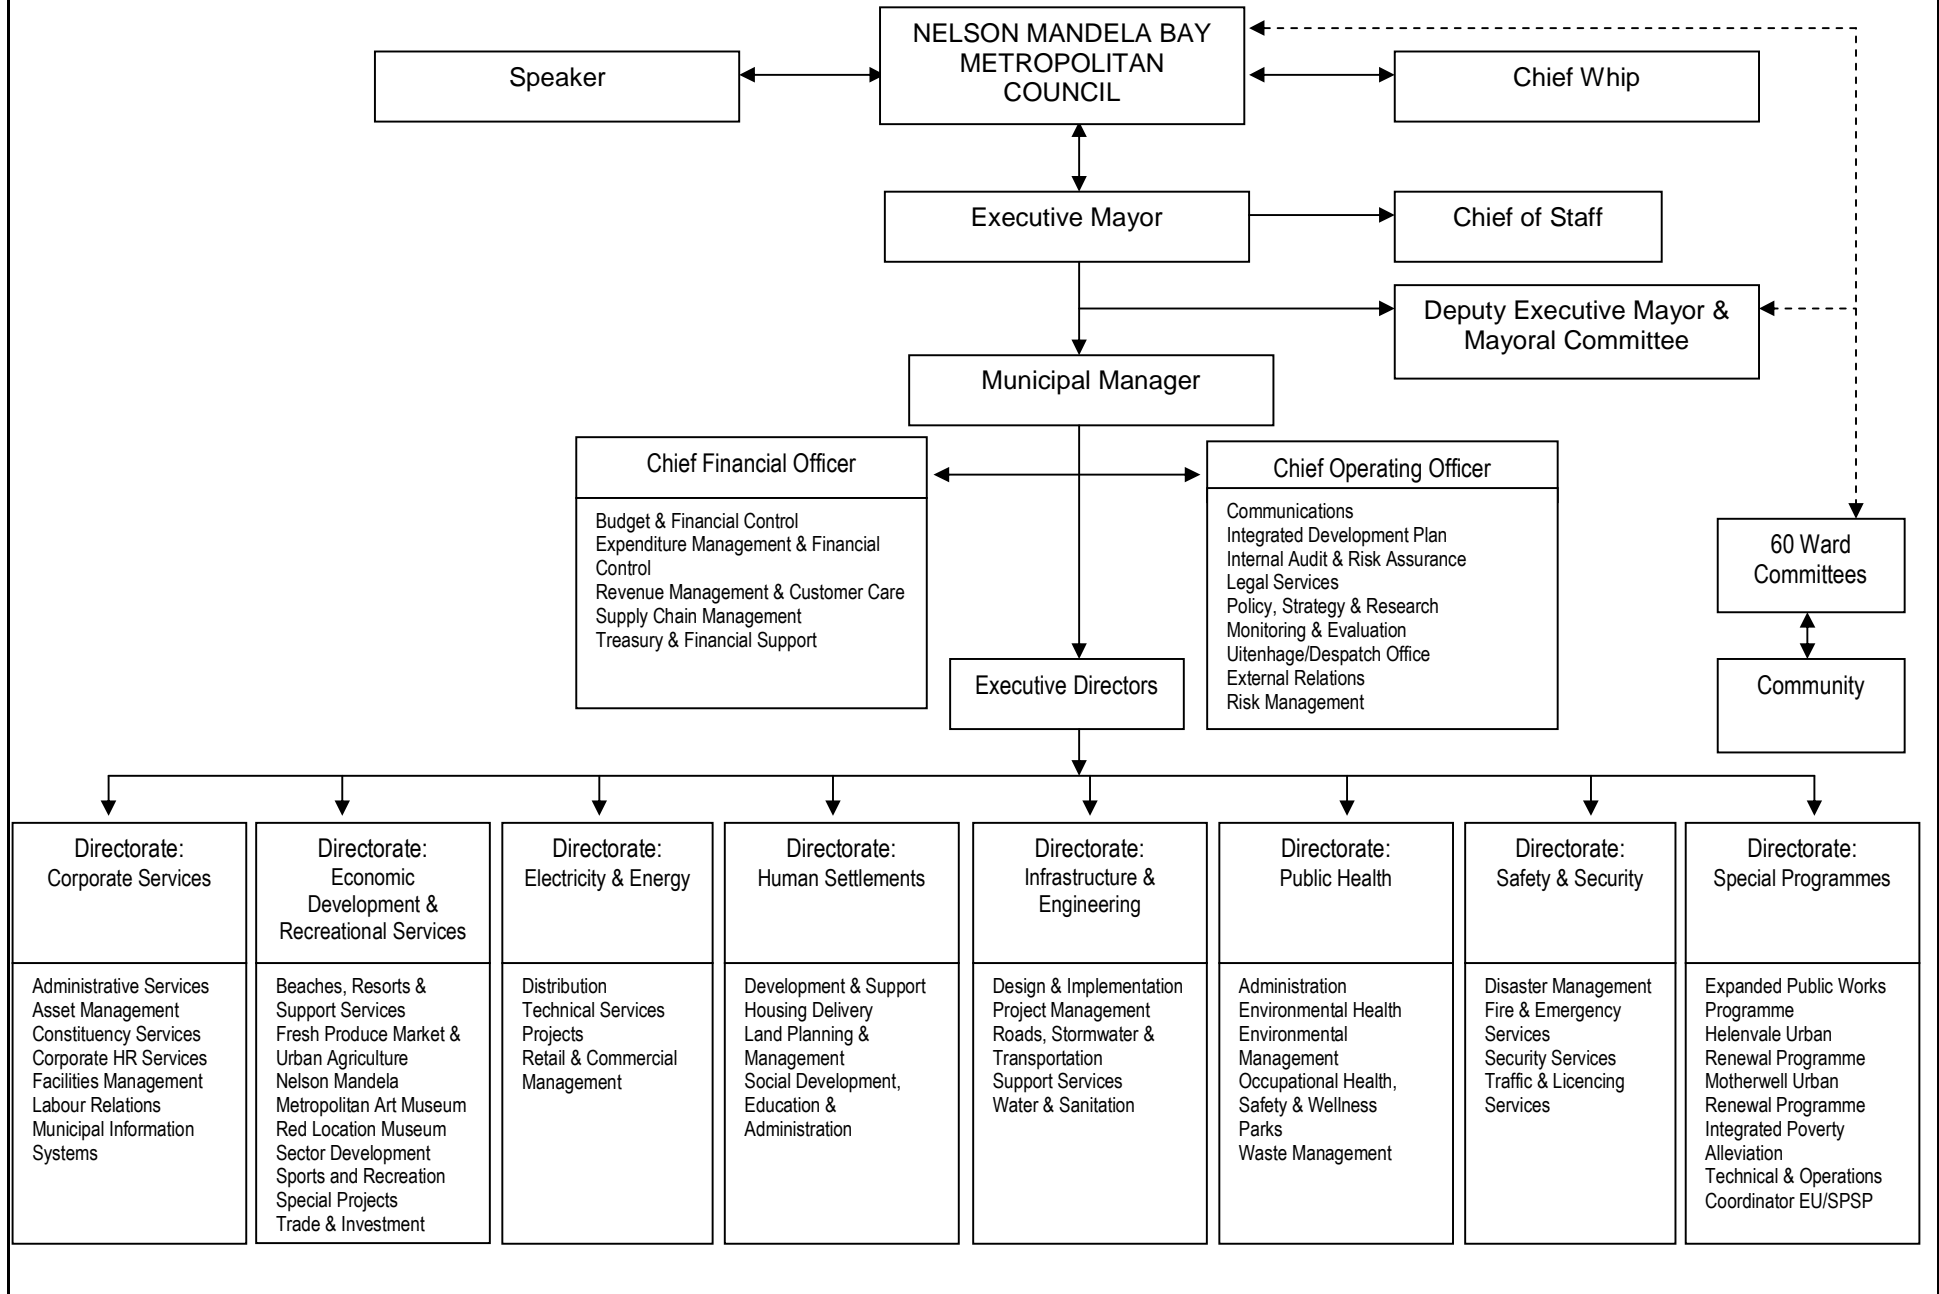 NELSON MANDELA BAY
METROPOLITAN
COUNCIL
Speaker
Chief Whip
Executive Mayor
Chief of Staff
Deputy Executive Mayor &
Mayoral Committee
Municipal Manager
Chief Financial Officer
Budget & Financial Control
Expenditure Management & Financial
Control
Revenue Management & Customer Care
Supply Chain Management
Treasury & Financial Support
Chief Operating Officer
Communications
Integrated Development Plan
Internal Audit & Risk Assurance
Legal Services
Policy, Strategy & Research
Monitoring & Evaluation
Uitenhage/Despatch Office
External Relations
Risk Management
60 Ward
Committees
Executive Directors
Community
Directorate:
Corporate Services
Administrative Services
Asset Management
Constituency Services
Corporate HR Services
Facilities Management
Labour Relations
Municipal Information
Systems
Directorate:
Economic
Development &
Recreational Services
Beaches, Resorts &
Support Services
Fresh Produce Market &
Urban Agriculture
Nelson Mandela
Metropolitan Art Museum
Red Location Museum
Sector Development
Sports and Recreation
Special Projects
Trade & Investment
Directorate:
Electricity & Energy
Distribution
Technical Services
Projects
Retail & Commercial
Management
Directorate:
Human Settlements
Development & Support
Housing Delivery
Land Planning &
Management
Social Development,
Education &
Administration
Directorate:
Infrastructure &
Engineering
Design & Implementation
Project Management
Roads, Stormwater &
Transportation
Support Services
Water & Sanitation
Directorate:
Public Health
Administration
Environmental Health
Environmental
Management
Occupational Health,
Safety & Wellness
Parks
Waste Management
Directorate:
Safety & Security
Disaster Management
Fire & Emergency
Services
Security Services
Traffic & Licencing
Services
Directorate:
Special Programmes
Expanded Public Works
Programme
Helenvale Urban
Renewal Programme
Motherwell Urban
Renewal Programme
Integrated Poverty
Alleviation
Technical & Operations
Coordinator EU/SPSP